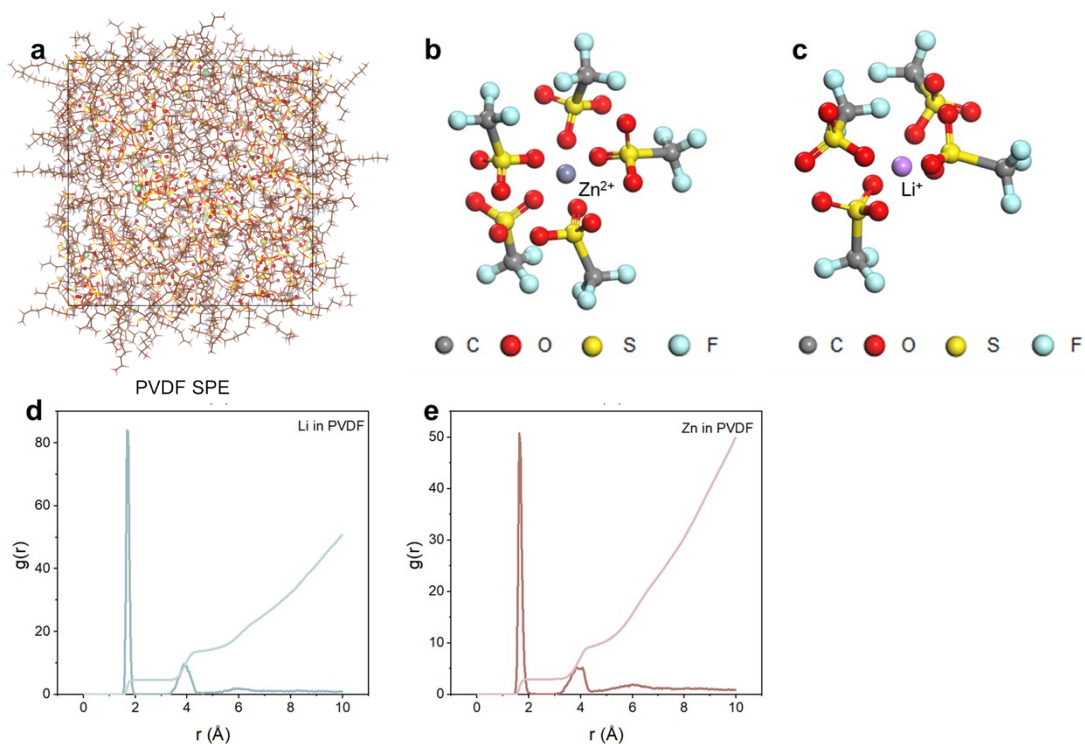 a
b
c
Zn²⁺
Li⁺
C O S F
C O S F
PVDF SPE
d
e
Li in PVDF
Zn in PVDF
g(r)
80
60
40
20
0
0 2 4 6 8 10
r (Å)
g(r)
50
40
30
20
10
0
0 2 4 6 8 10
r (Å)